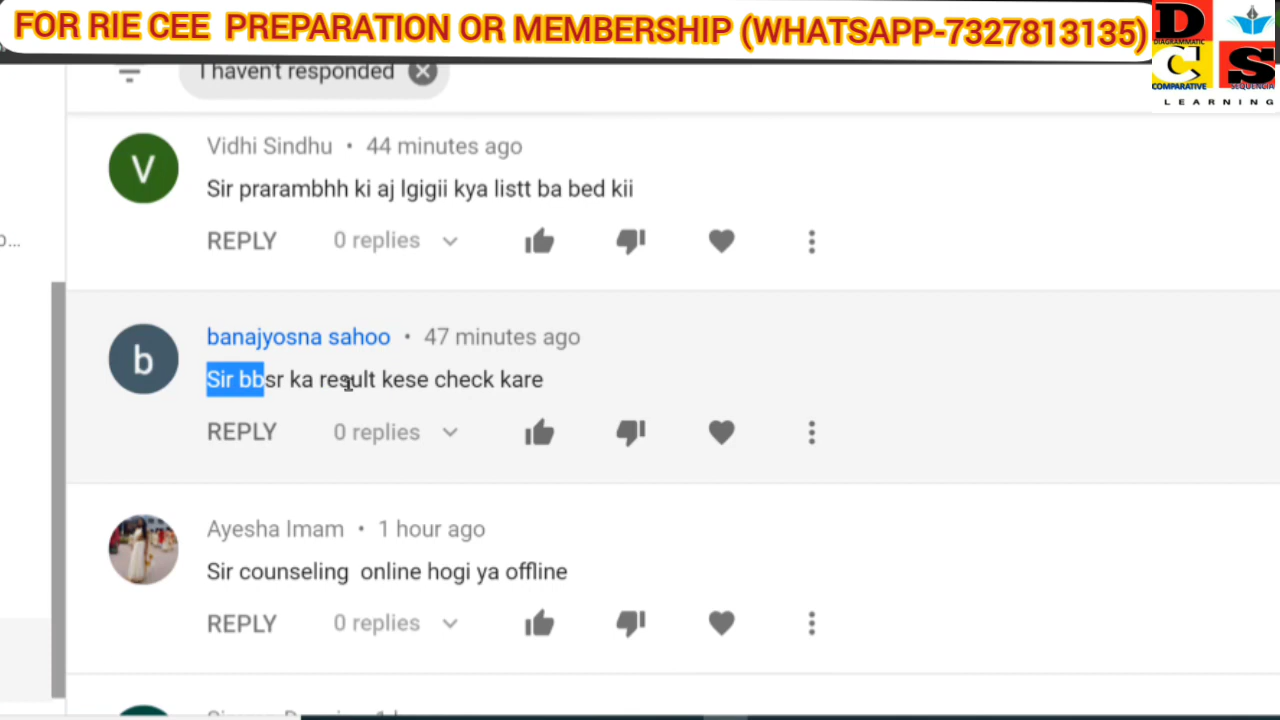 FOR RIE CEE PREPARATION OR MEMBERSHIP (WHATSAPP-7327813135)
D
DIAGRAMMATIC
C
COMPARATIVE
S
LEARNING
I haven't responded
V
Vidhi Sindhu • 44 minutes ago
Sir prarambhh ki aj lgigii kya listt ba bed kii
REPLY 0 replies
b
banajyosna sahoo • 47 minutes ago
Sir bbsr ka result kese check kare
REPLY 0 replies
Ayesha Imam • 1 hour ago
Sir counseling online hogi ya offline
REPLY 0 replies